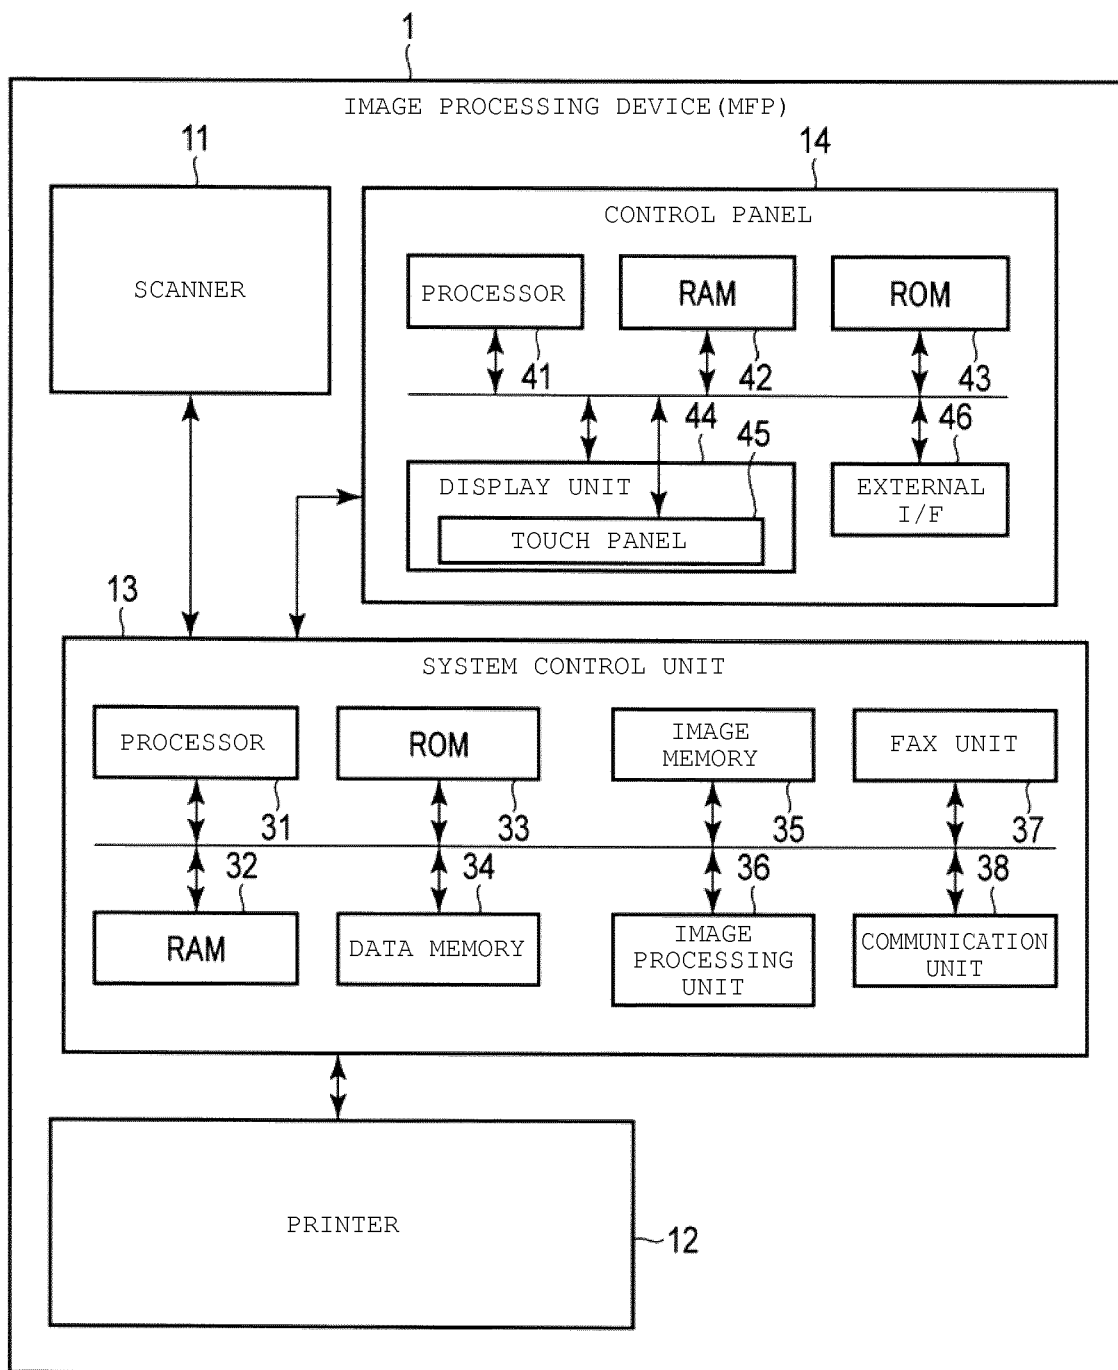 1
IMAGE PROCESSING DEVICE(MFP)
11
14
SCANNER
CONTROL PANEL
PROCESSOR
RAM
ROM
41
42
43
44
45
46
DISPLAY UNIT
TOUCH PANEL
EXTERNAL
I/F
13
SYSTEM CONTROL UNIT
PROCESSOR
ROM
IMAGE
MEMORY
FAX UNIT
31
33
35
37
32
34
36
38
RAM
DATA MEMORY
IMAGE
PROCESSING
UNIT
COMMUNICATION
UNIT
PRINTER
12